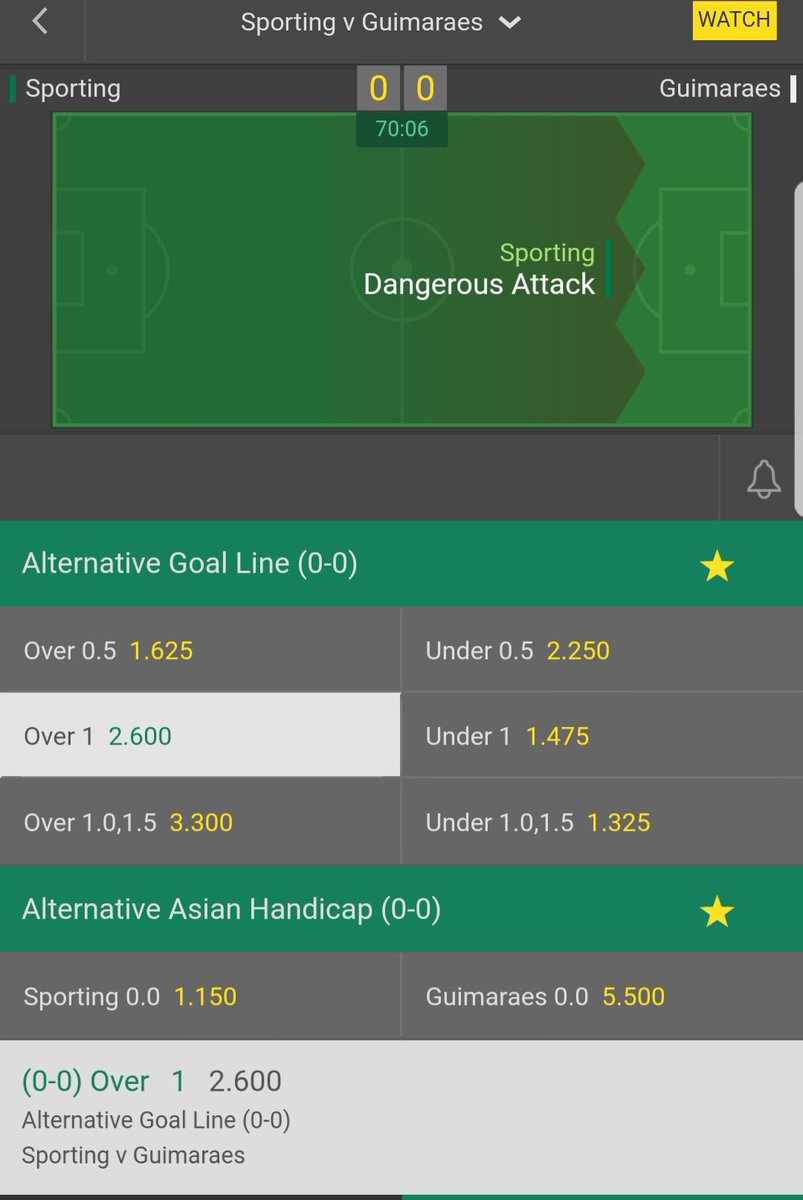 Sporting v Guimaraes
WATCH
Sporting 0 0 Guimaraes
70:06
Sporting
Dangerous Attack
Alternative Goal Line (0-0)
Over 0.5 1.625 Under 0.5 2.250
Over 1 2.600 Under 1 1.475
Over 1.0,1.5 3.300 Under 1.0,1.5 1.325
Alternative Asian Handicap (0-0)
Sporting 0.0 1.150 Guimaraes 0.0 5.500
(0-0) Over 1 2.600
Alternative Goal Line (0-0)
Sporting v Guimaraes